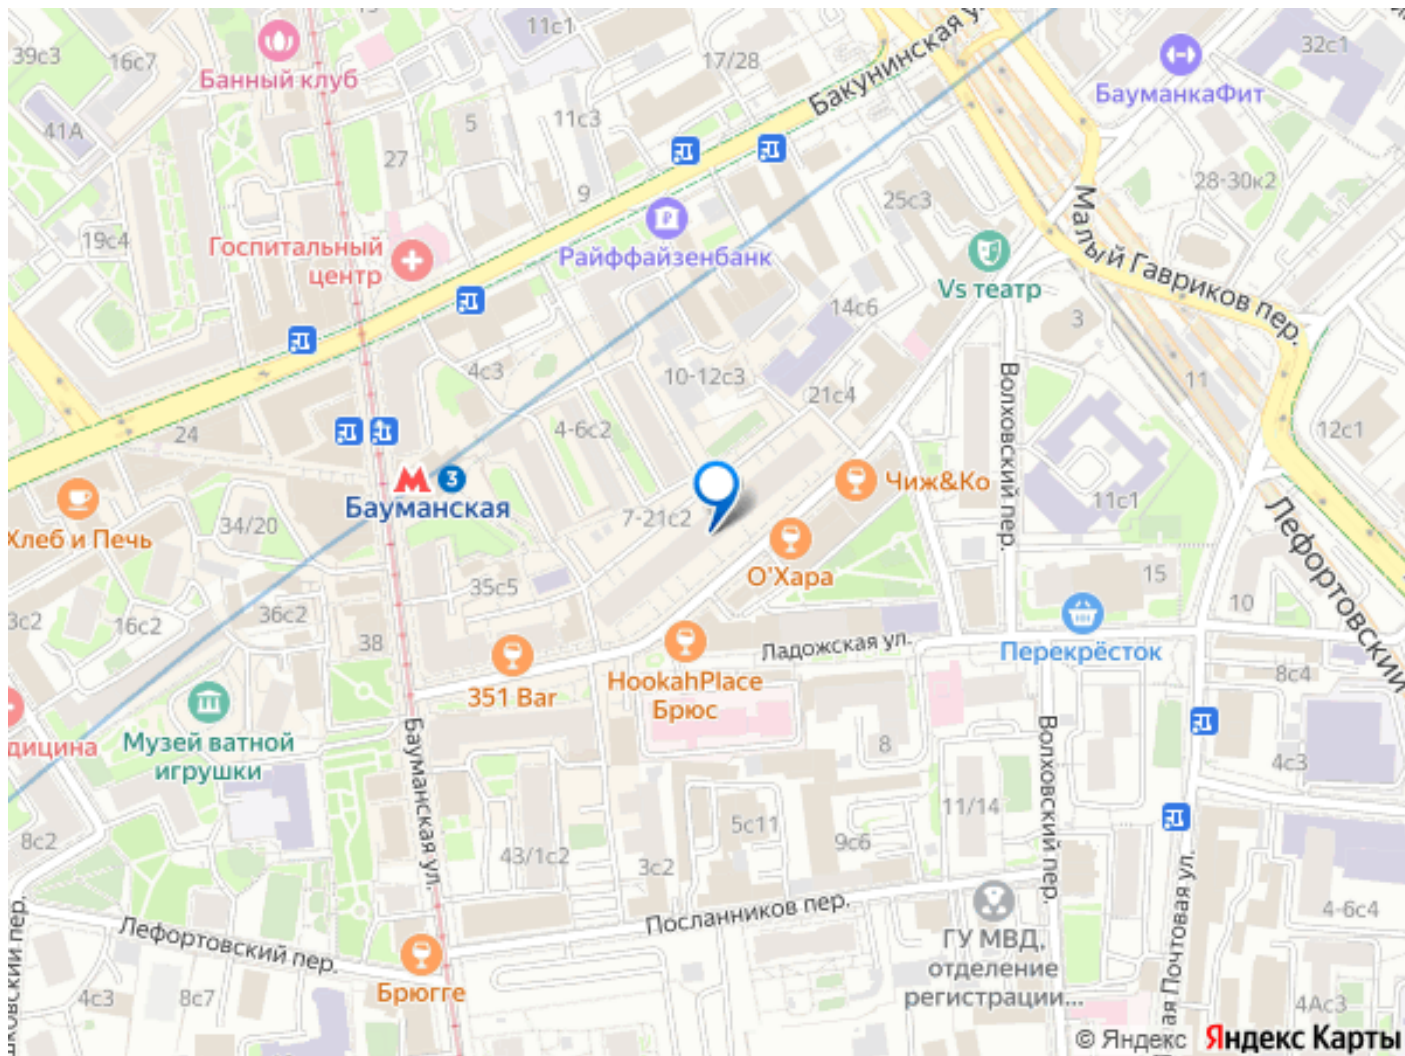 11с1
39с3
16с7
Банный клуб
17/28
Бакунинская у
32с1
БауманкаФит
41А
5
11с3
27
9
28-30к2
25с3
19с4
Госпитальный
центр
Райффайзенбанк
Малый Гавриков пер.
Vs театр
14с6
3
4с3
10-12с3
21с4
11
Волховский пер.
24
4-6с2
12с1
3
Бауманская
Чиж&Ко
11с1
Хлеб и Печь
34/20
7-21с2
Лефортовский
О'Хара
35с5
15
3с2
16с2
36с2
38
10
Ладожская ул.
Перекрёсток
351 Bar
HookahPlace
Брюс
8с4
дицина
Музей ватной
игрушки
Бауманская ул.
8
Волховский пер.
4с3
8с2
11/14
5с11
9с6
43/1с2
3с2
Посланников пер.
4-6с4
Лефортовский пер.
ГУ МВД,
отделение
регистрации...
ая Почтовая ул.
Брюгге
4с3
8с7
4Ас3
© Яндекс Яндекс Карты